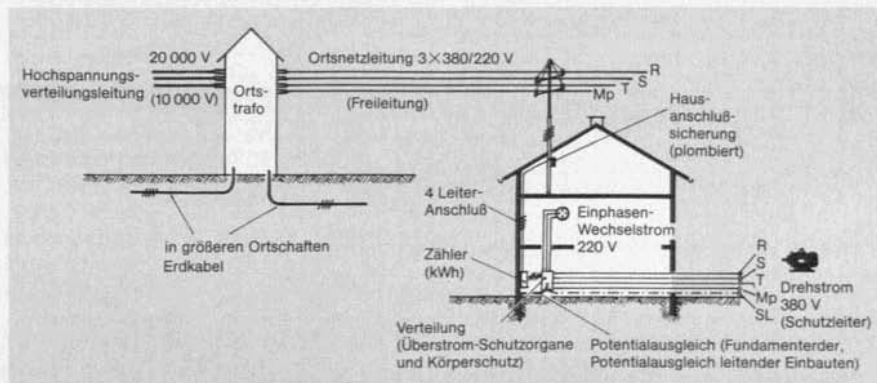 20 000 V
Hochspannungs-
verteilungsleitung
(10 000 V)
Orts-
trafo
Ortsnetzleitung 3×380/220 V
(Freileitung)
R
S
T
Mp
Haus-
anschluß-
sicherung
(plombiert)
4 Leiter-
Anschluß
Einphasen-
Wechselstrom
220 V
in größeren Ortschaften
Erdkabel
Zähler
(kWh)
R
S
T
Mp
SL
Drehstrom
380 V
(Schutzleiter)
Verteilung
(Überstrom-Schutzorgane
und Körperschutz)
Potentialausgleich (Fundamenterder,
Potentialausgleich leitender Einbauten)